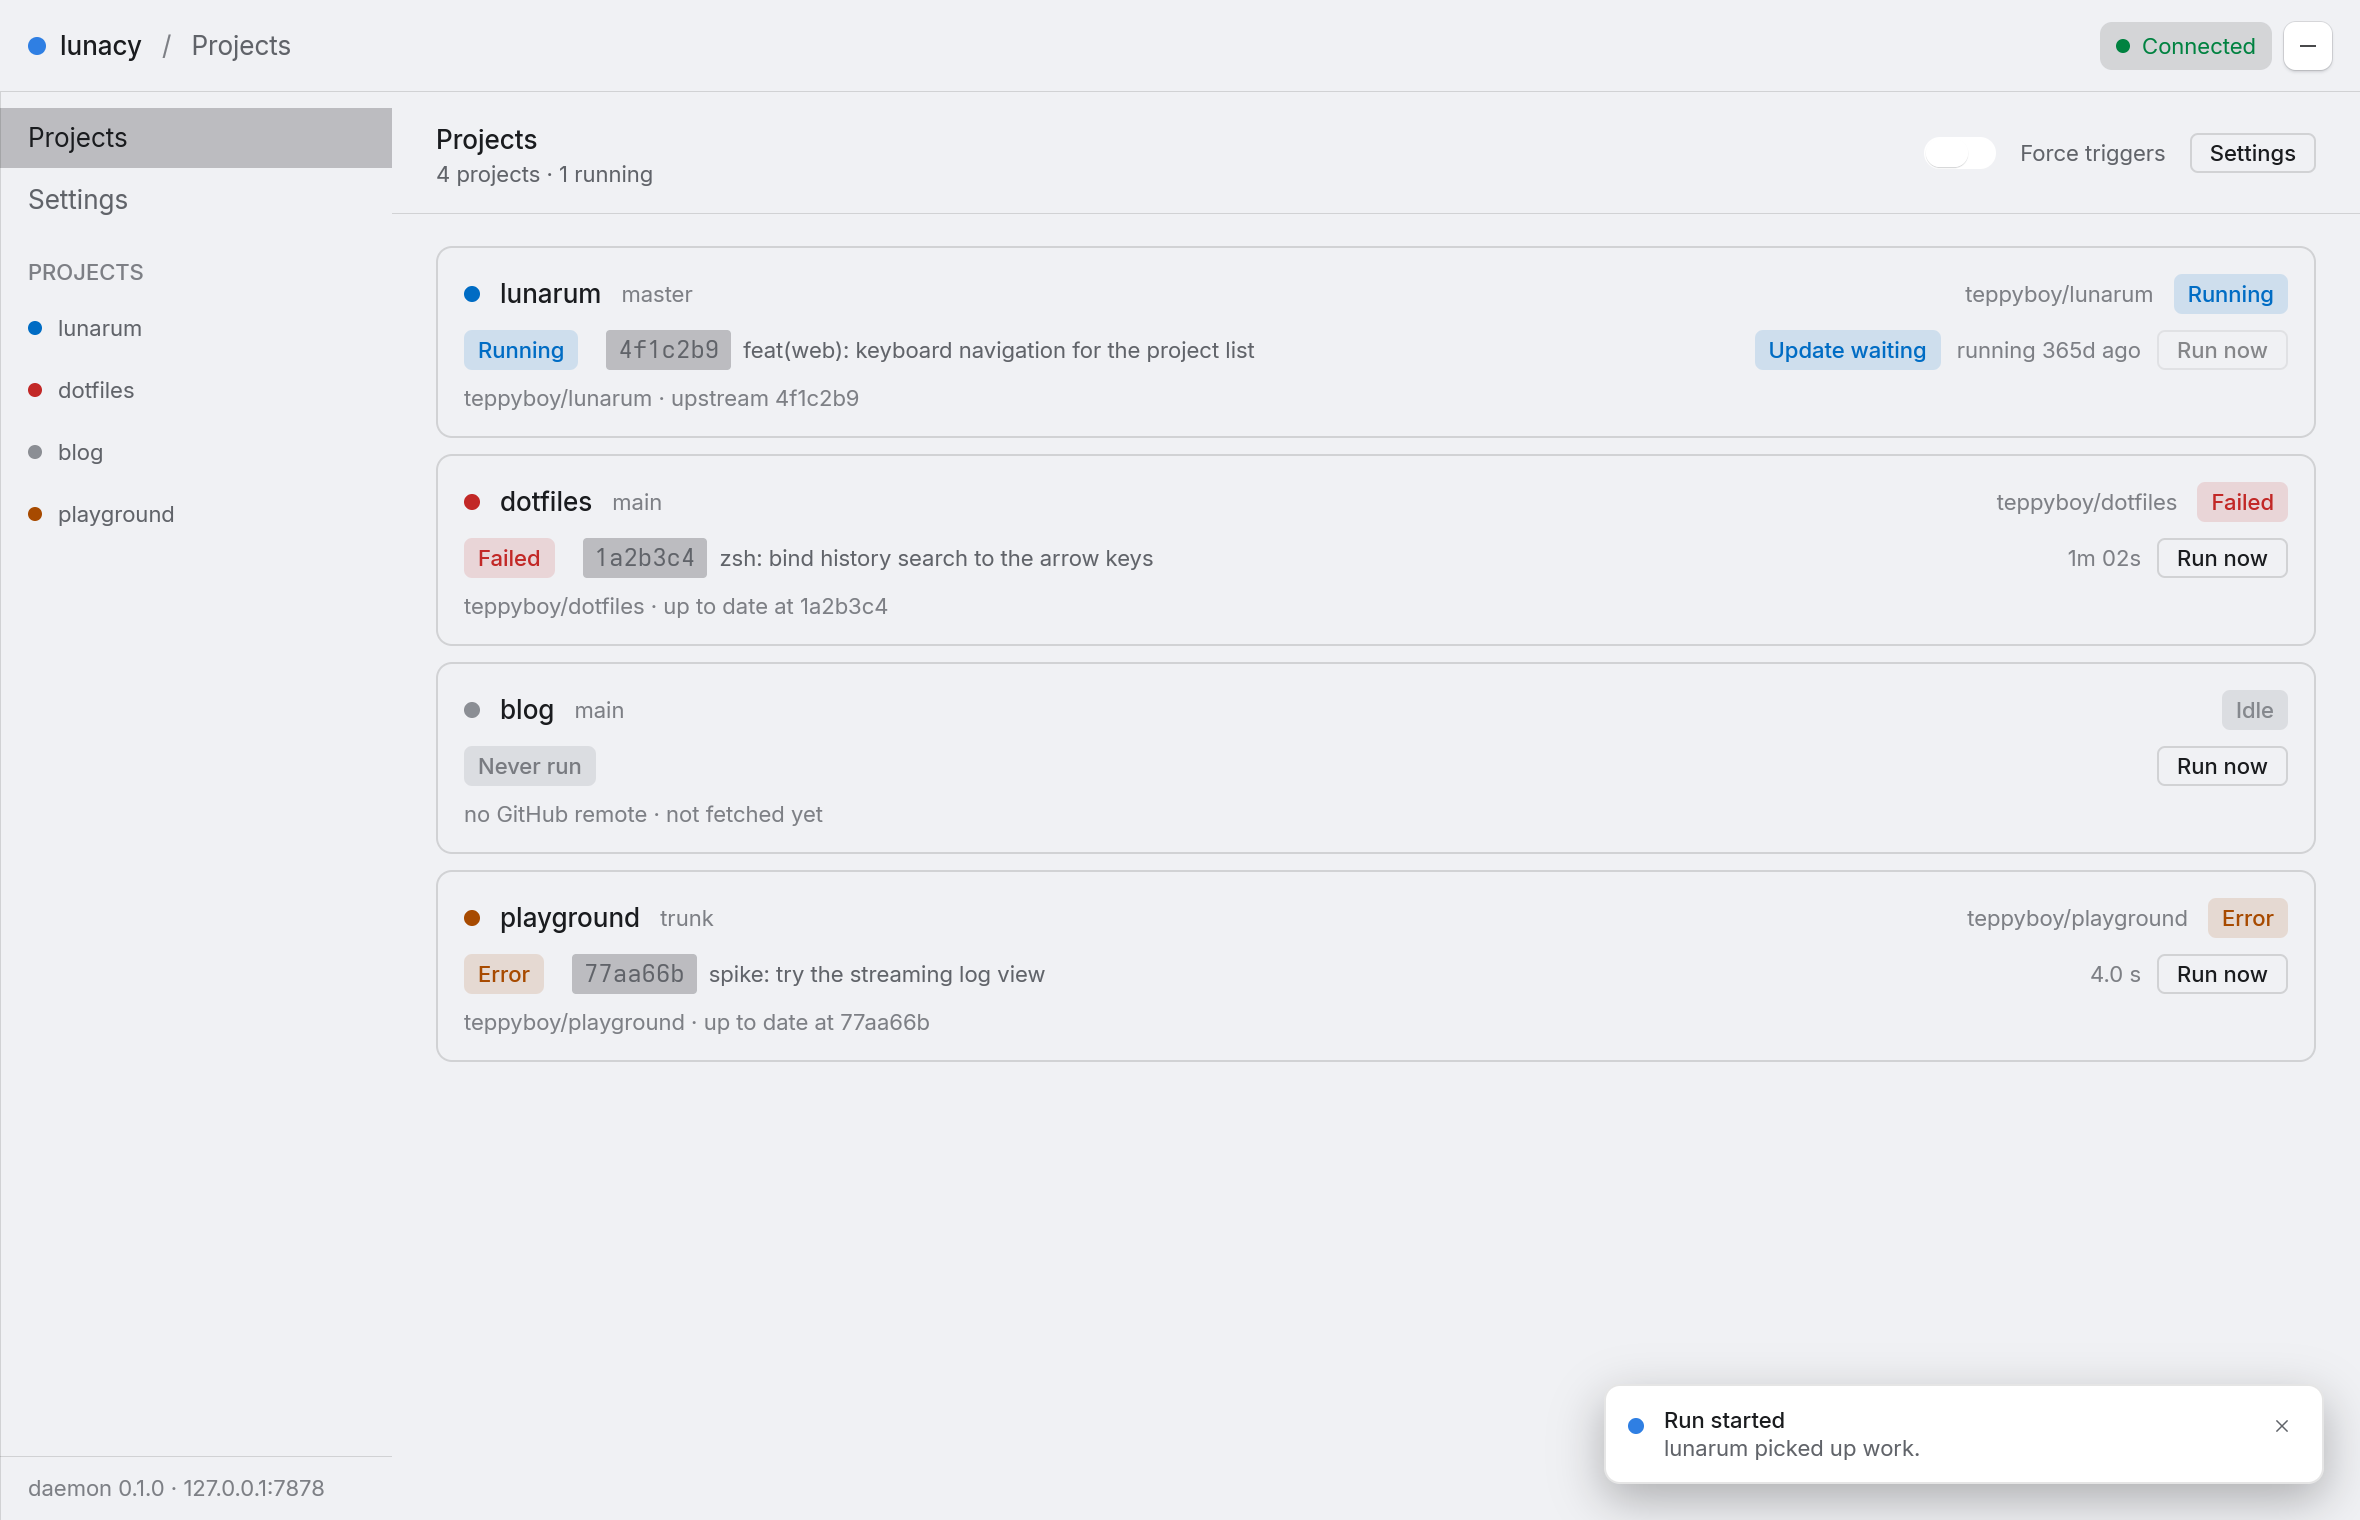 lunacy / Projects
Connected
Projects
Settings
PROJECTS
lunarum
dotfiles
blog
playground
daemon 0.1.0 · 127.0.0.1:7878
Projects
4 projects · 1 running
Force triggers
Settings
lunarum master teppyboy/lunarum Running
Running 4f1c2b9 feat(web): keyboard navigation for the project list Update waiting running 365d ago Run now
teppyboy/lunarum · upstream 4f1c2b9
dotfiles main teppyboy/dotfiles Failed
Failed 1a2b3c4 zsh: bind history search to the arrow keys 1m 02s Run now
teppyboy/dotfiles · up to date at 1a2b3c4
blog main Idle
Never run Run now
no GitHub remote · not fetched yet
playground trunk teppyboy/playground Error
Error 77aa66b spike: try the streaming log view 4.0 s Run now
teppyboy/playground · up to date at 77aa66b
Run started
lunarum picked up work.